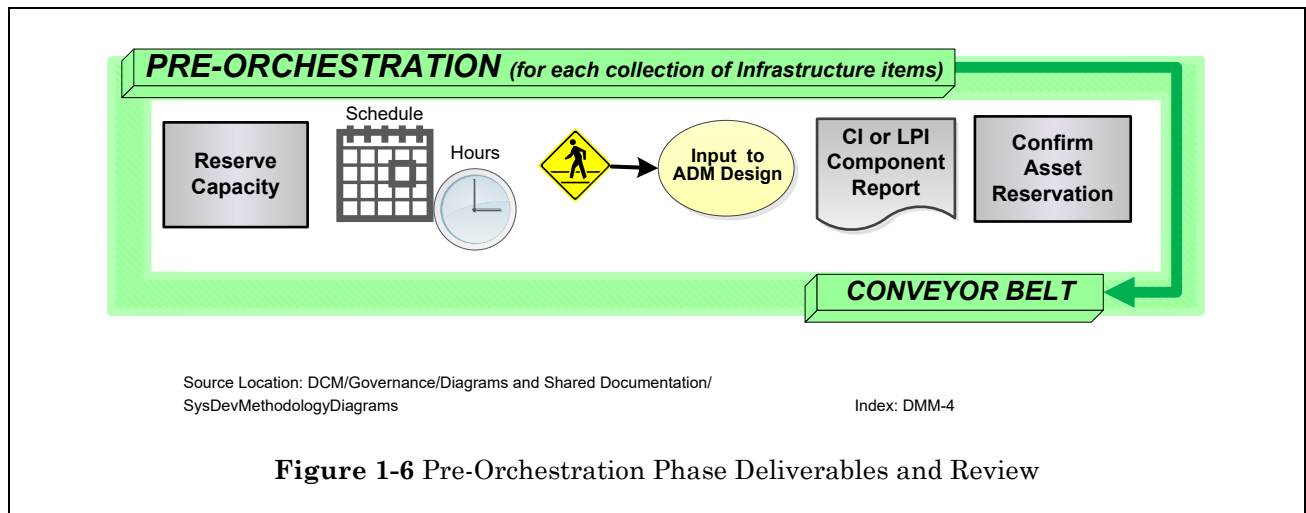 PRE-ORCHESTRATION (for each collection of Infrastructure items)
Reserve
Capacity
Schedule
Hours
Input to
ADM Design
CI or LPI
Component
Report
Confirm
Asset
Reservation
CONVEYOR BELT
Source Location: DCM/Governance/Diagrams and Shared Documentation/
SysDevMethodologyDiagrams
Index: DMM-4
Figure 1-6 Pre-Orchestration Phase Deliverables and Review